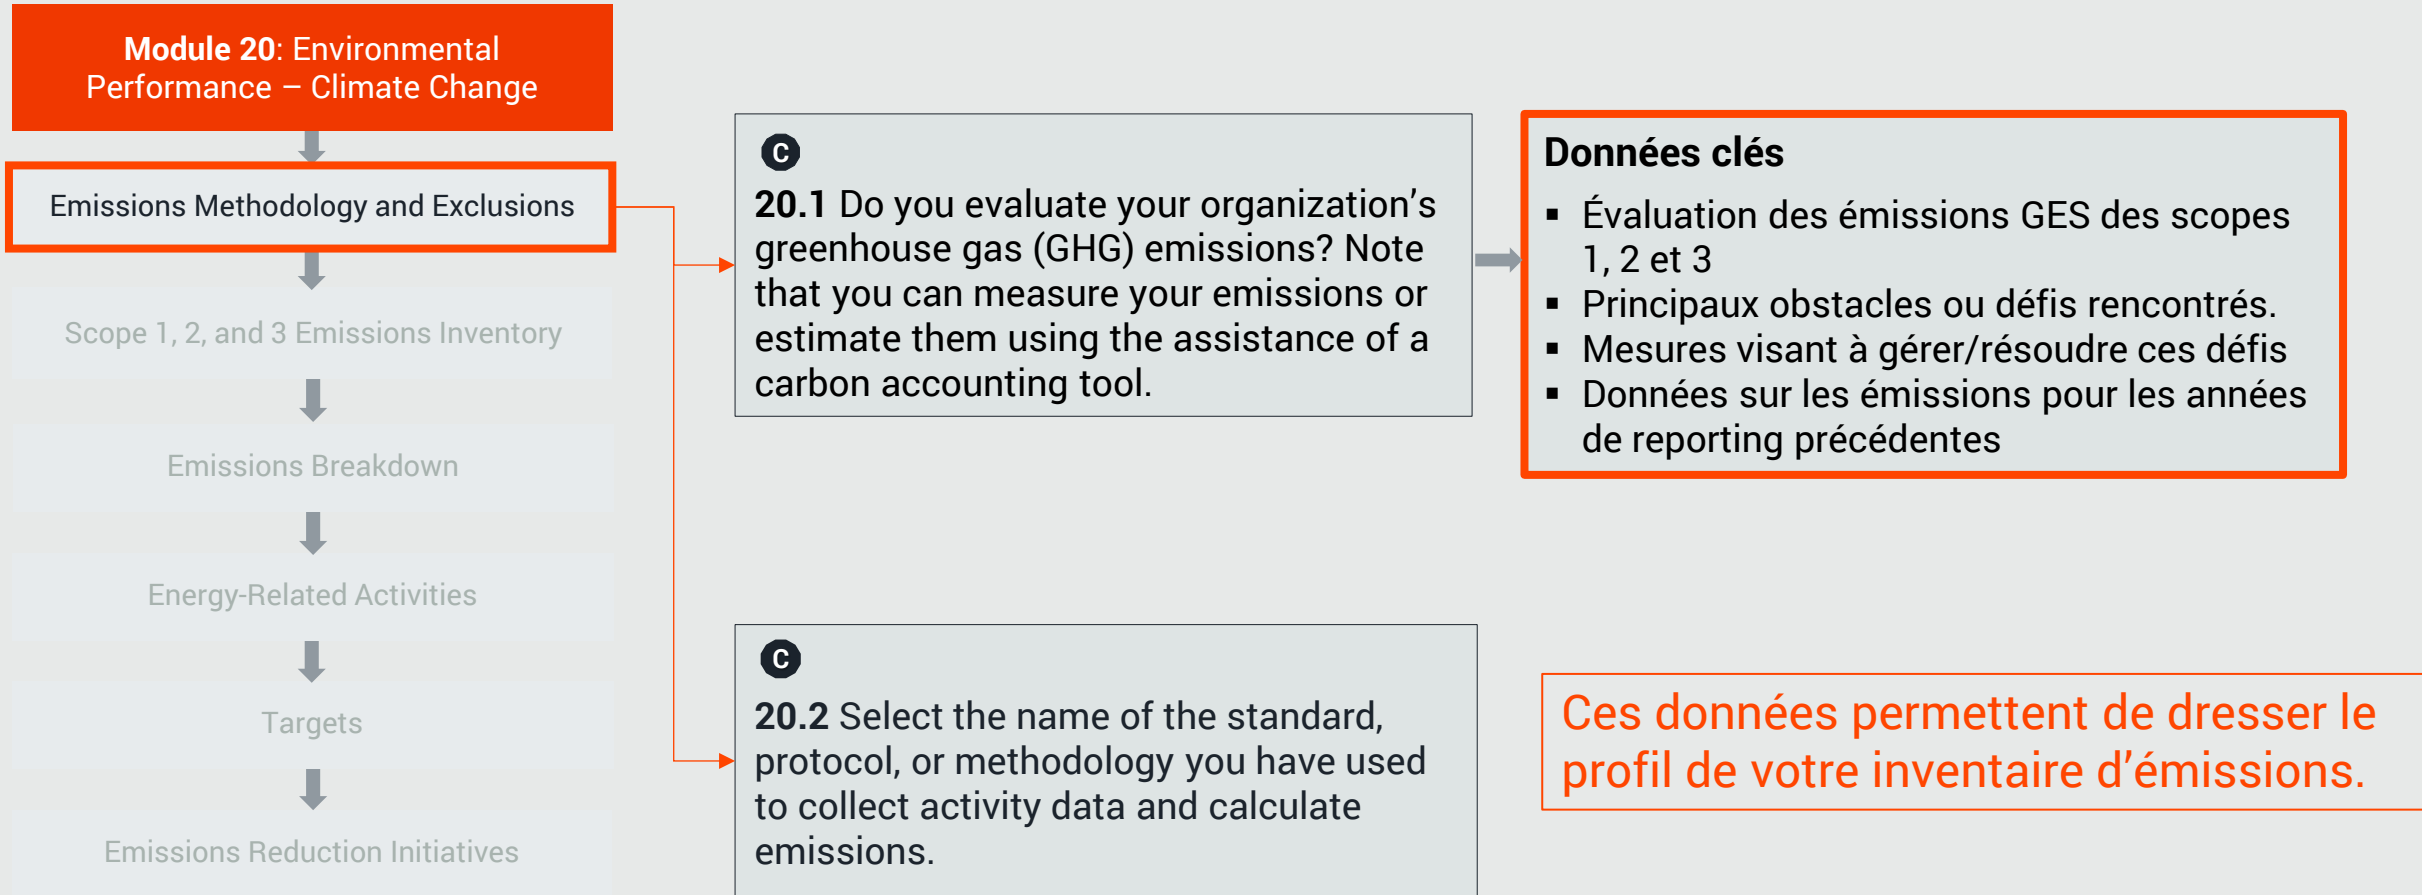 Module 20: Environmental
Performance – Climate Change
Emissions Methodology and Exclusions
Scope 1, 2, and 3 Emissions Inventory
Emissions Breakdown
Energy-Related Activities
Targets
Emissions Reduction Initiatives
C
20.1 Do you evaluate your organization’s
greenhouse gas (GHG) emissions? Note
that you can measure your emissions or
estimate them using the assistance of a
carbon accounting tool.
C
20.2 Select the name of the standard,
protocol, or methodology you have used
to collect activity data and calculate
emissions.
Données clés
▪ Évaluation des émissions GES des scopes
1, 2 et 3
▪ Principaux obstacles ou défis rencontrés.
▪ Mesures visant à gérer/résoudre ces défis
▪ Données sur les émissions pour les années
de reporting précédentes
Ces données permettent de dresser le
profil de votre inventaire d’émissions.